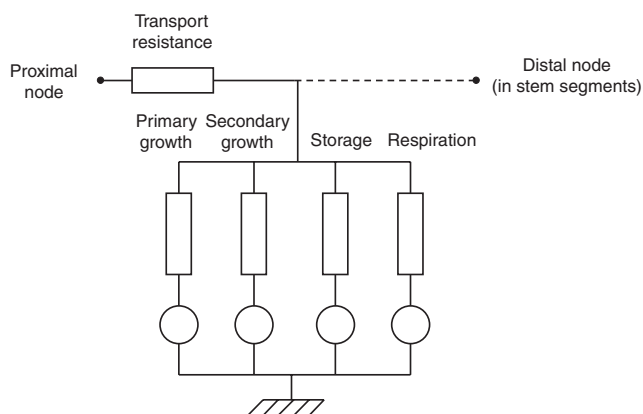 Transport
resistance
Proximal
node
Distal node
(in stem segments)
Primary
growth
Secondary
growth
Storage
Respiration